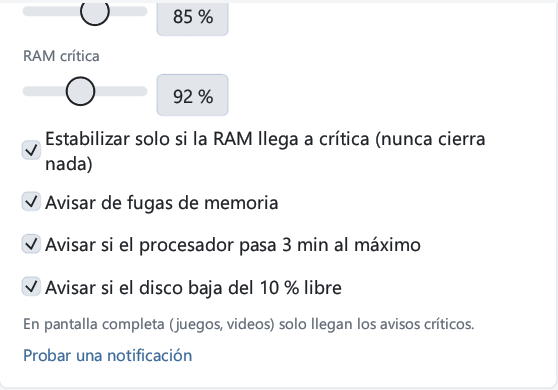 85 %
RAM crítica
92 %
Estabilizar solo si la RAM llega a crítica (nunca cierra
nada)
Avisar de fugas de memoria
Avisar si el procesador pasa 3 min al máximo
Avisar si el disco baja del 10 % libre
En pantalla completa (juegos, videos) solo llegan los avisos críticos.
Probar una notificación